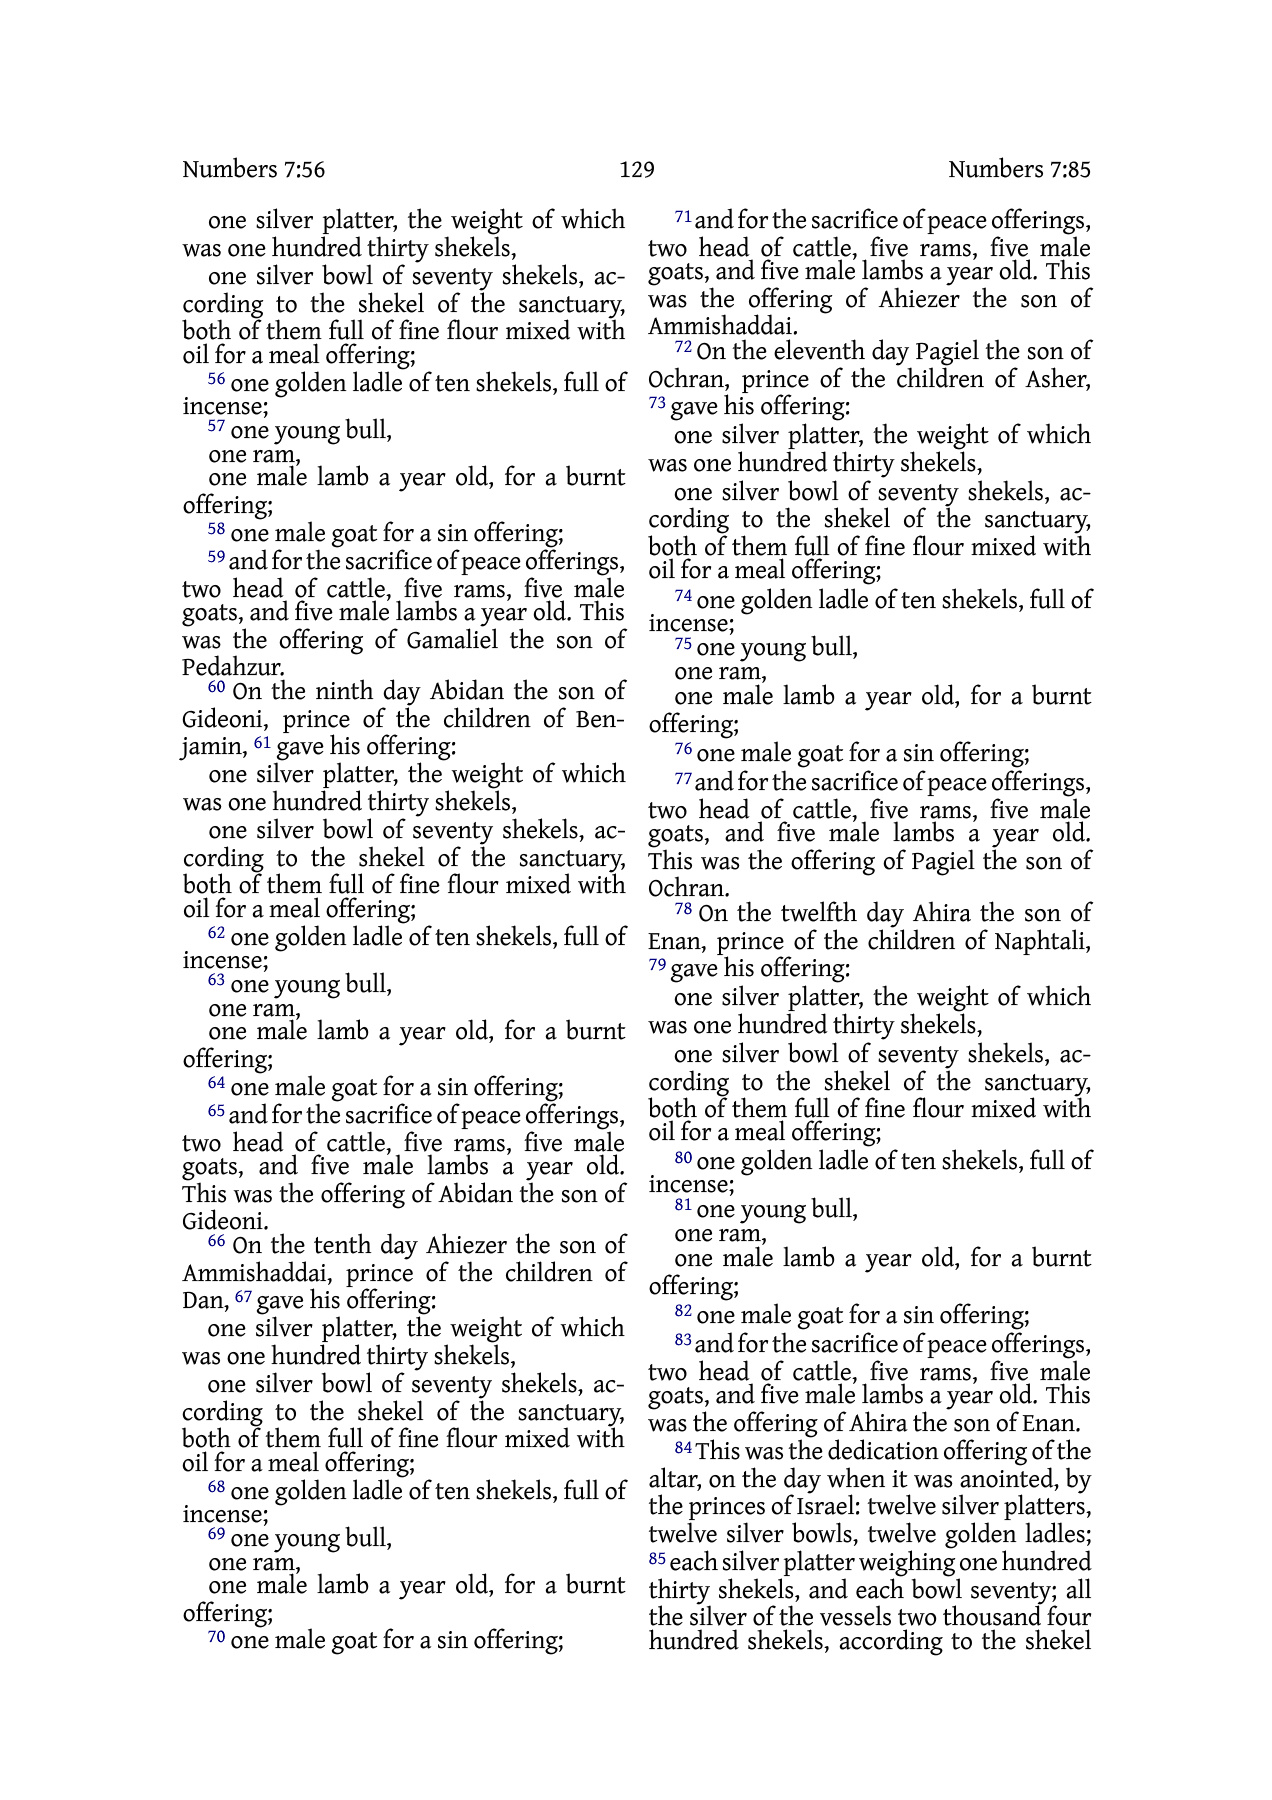 Numbers 7:56 129 Numbers 7:85
one silver platter, the weight of which
was one hundred thirty shekels,
one silver bowl of seventy shekels, ac-
cording to the shekel of the sanctuary,
both of them full of fine flour mixed with
oil for a meal offering;
56 one golden ladle of ten shekels, full of
incense;
57 one young bull,
one ram,
one male lamb a year old, for a burnt
offering;
58 one male goat for a sin offering;
59 and for the sacrifice of peace offerings,
two head of cattle, five rams, five male
goats, and five male lambs a year old. This
was the offering of Gamaliel the son of
Pedahzur.
60 On the ninth day Abidan the son of
Gideoni, prince of the children of Ben-
jamin, 61 gave his offering:
one silver platter, the weight of which
was one hundred thirty shekels,
one silver bowl of seventy shekels, ac-
cording to the shekel of the sanctuary,
both of them full of fine flour mixed with
oil for a meal offering;
62 one golden ladle of ten shekels, full of
incense;
63 one young bull,
one ram,
one male lamb a year old, for a burnt
offering;
64 one male goat for a sin offering;
65 and for the sacrifice of peace offerings,
two head of cattle, five rams, five male
goats, and five male lambs a year old.
This was the offering of Abidan the son of
Gideoni.
66 On the tenth day Ahiezer the son of
Ammishaddai, prince of the children of
Dan, 67 gave his offering:
one silver platter, the weight of which
was one hundred thirty shekels,
one silver bowl of seventy shekels, ac-
cording to the shekel of the sanctuary,
both of them full of fine flour mixed with
oil for a meal offering;
68 one golden ladle of ten shekels, full of
incense;
69 one young bull,
one ram,
one male lamb a year old, for a burnt
offering;
70 one male goat for a sin offering;
71 and for the sacrifice of peace offerings,
two head of cattle, five rams, five male
goats, and five male lambs a year old. This
was the offering of Ahiezer the son of
Ammishaddai.
72 On the eleventh day Pagiel the son of
Ochran, prince of the children of Asher,
73 gave his offering:
one silver platter, the weight of which
was one hundred thirty shekels,
one silver bowl of seventy shekels, ac-
cording to the shekel of the sanctuary,
both of them full of fine flour mixed with
oil for a meal offering;
74 one golden ladle of ten shekels, full of
incense;
75 one young bull,
one ram,
one male lamb a year old, for a burnt
offering;
76 one male goat for a sin offering;
77 and for the sacrifice of peace offerings,
two head of cattle, five rams, five male
goats, and five male lambs a year old.
This was the offering of Pagiel the son of
Ochran.
78 On the twelfth day Ahira the son of
Enan, prince of the children of Naphtali,
79 gave his offering:
one silver platter, the weight of which
was one hundred thirty shekels,
one silver bowl of seventy shekels, ac-
cording to the shekel of the sanctuary,
both of them full of fine flour mixed with
oil for a meal offering;
80 one golden ladle of ten shekels, full of
incense;
81 one young bull,
one ram,
one male lamb a year old, for a burnt
offering;
82 one male goat for a sin offering;
83 and for the sacrifice of peace offerings,
two head of cattle, five rams, five male
goats, and five male lambs a year old. This
was the offering of Ahira the son of Enan.
84 This was the dedication offering of the
altar, on the day when it was anointed, by
the princes of Israel: twelve silver platters,
twelve silver bowls, twelve golden ladles;
85 each silver platter weighing one hundred
thirty shekels, and each bowl seventy; all
the silver of the vessels two thousand four
hundred shekels, according to the shekel